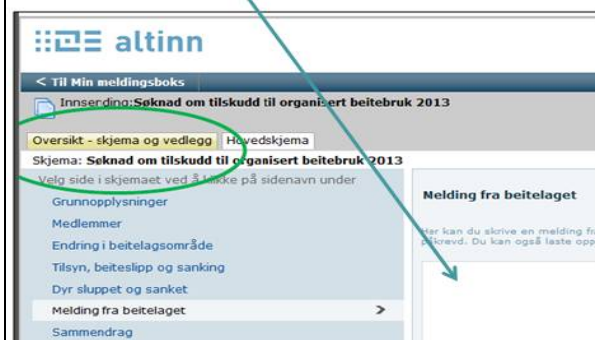 altinn
< Til Min meldingsboks
Innsending:Søknad om tilskudd til organisert beitebruk 2013
Oversikt - skjema og vedlegg Hovedskjema
Skjema: Søknad om tilskudd til organisert beitebruk 2013
Velg side i skjemaet ved å klikke på sidenavn under
Grunnopplysninger
Medlemmer
Endring i beitelagsområde
Tilsyn, beiteslipp og sanking
Dyr sluppet og sanket
Melding fra beitelaget >
Sammendrag
Melding fra beitelaget
Her kan du skrive en melding fra
påkrevd. Du kan også laste opp